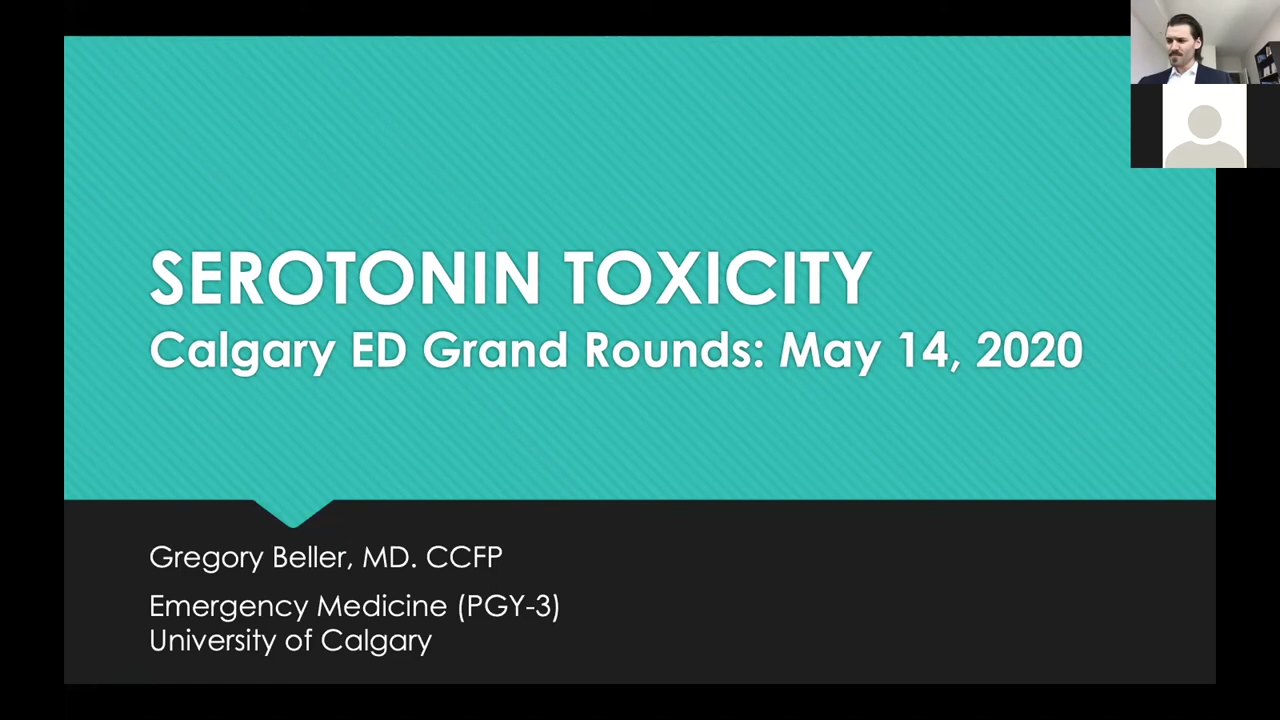 SEROTONIN TOXICITY
Calgary ED Grand Rounds: May 14, 2020
Gregory Beller, MD. CCFP
Emergency Medicine (PGY-3)
University of Calgary